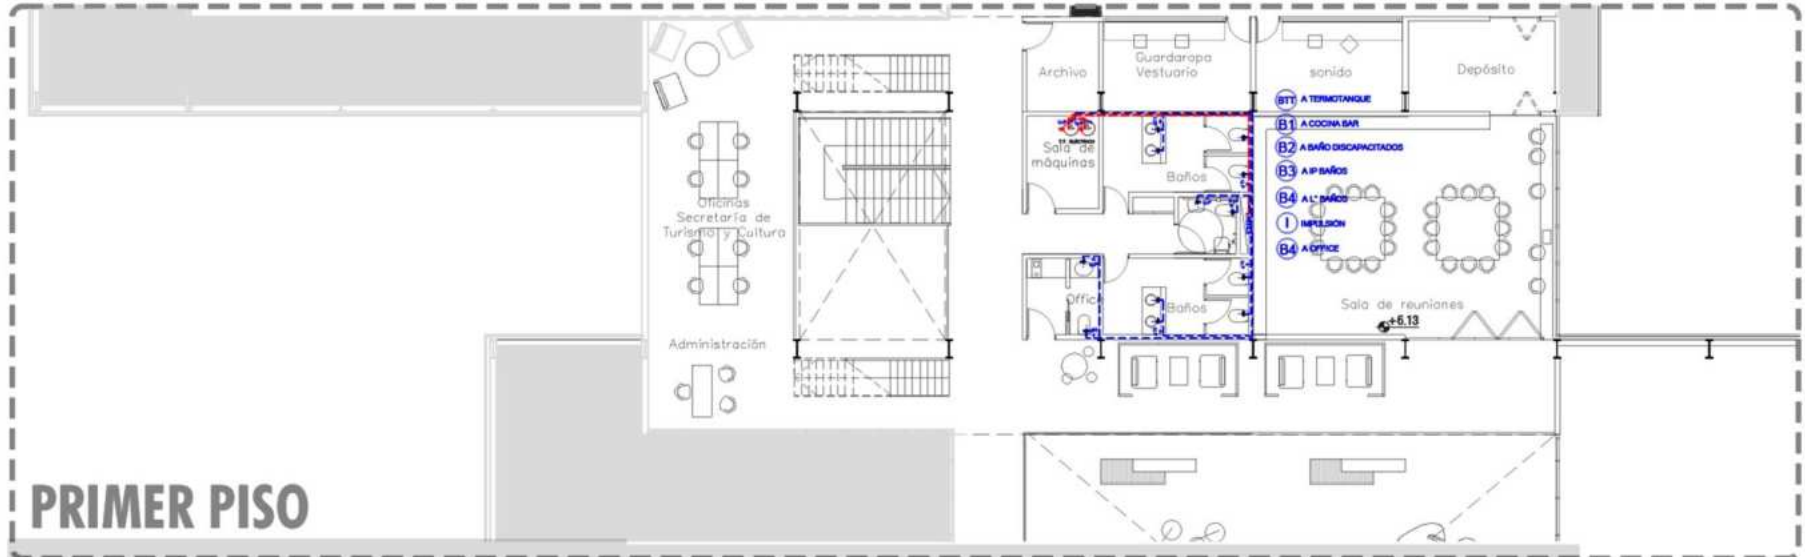 Archivo
Guardaropa
Vestuario
sonido
Depósito
BTT A TERMOTANQUE
B1 A COCINA BAR
B2 A BAÑO DISCAPACITADOS
B3 A IP BAÑOS
B4 A L° BAÑOS
I IMPULSIÓN
B4 A OFFICE
Sala de
máquinas
Baños
Oficinas
Secretaría de
Turismo y Cultura
Office
Baños
Sala de reuniones
+6.13
Administración
PRIMER PISO